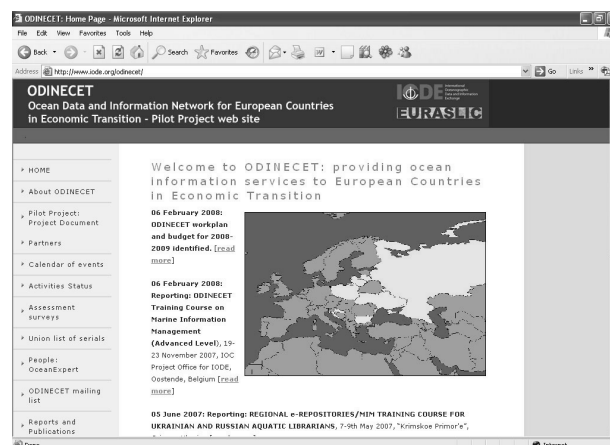 ODINECET: Home Page - Microsoft Internet Explorer
File Edit View Favorites Tools Help
Back Search Favorites
Address http://www.iode.org/odinecet/ Go Links
ODINECET
Ocean Data and Information Network for European Countries
in Economic Transition - Pilot Project web site
IODE
EURASLIC
HOME
About ODINECET
Pilot Project:
Project Document
Partners
Calendar of events
Activities Status
Assessment
surveys
Union list of serials
People:
OceanExpert
ODINECET mailing
list
Reports and
Publications
Welcome to ODINECET: providing ocean
information services to European Countries
in Economic Transition
06 February 2008:
ODINECET workplan
and budget for 2008-
2009 identified. [read
more]
06 February 2008:
Reporting: ODINECET
Training Course on
Marine Information
Management
(Advanced Level), 19-
23 November 2007, IOC
Project Office for IODE,
Oostende, Belgium [read
more]
05 June 2007: Reporting: REGIONAL e-REPOSITORIES/MIM TRAINING COURSE FOR
UKRAINIAN AND RUSSIAN AQUATIC LIBRARIANS, 7-9th May 2007, "Krimskoe Primor'e",
Internet